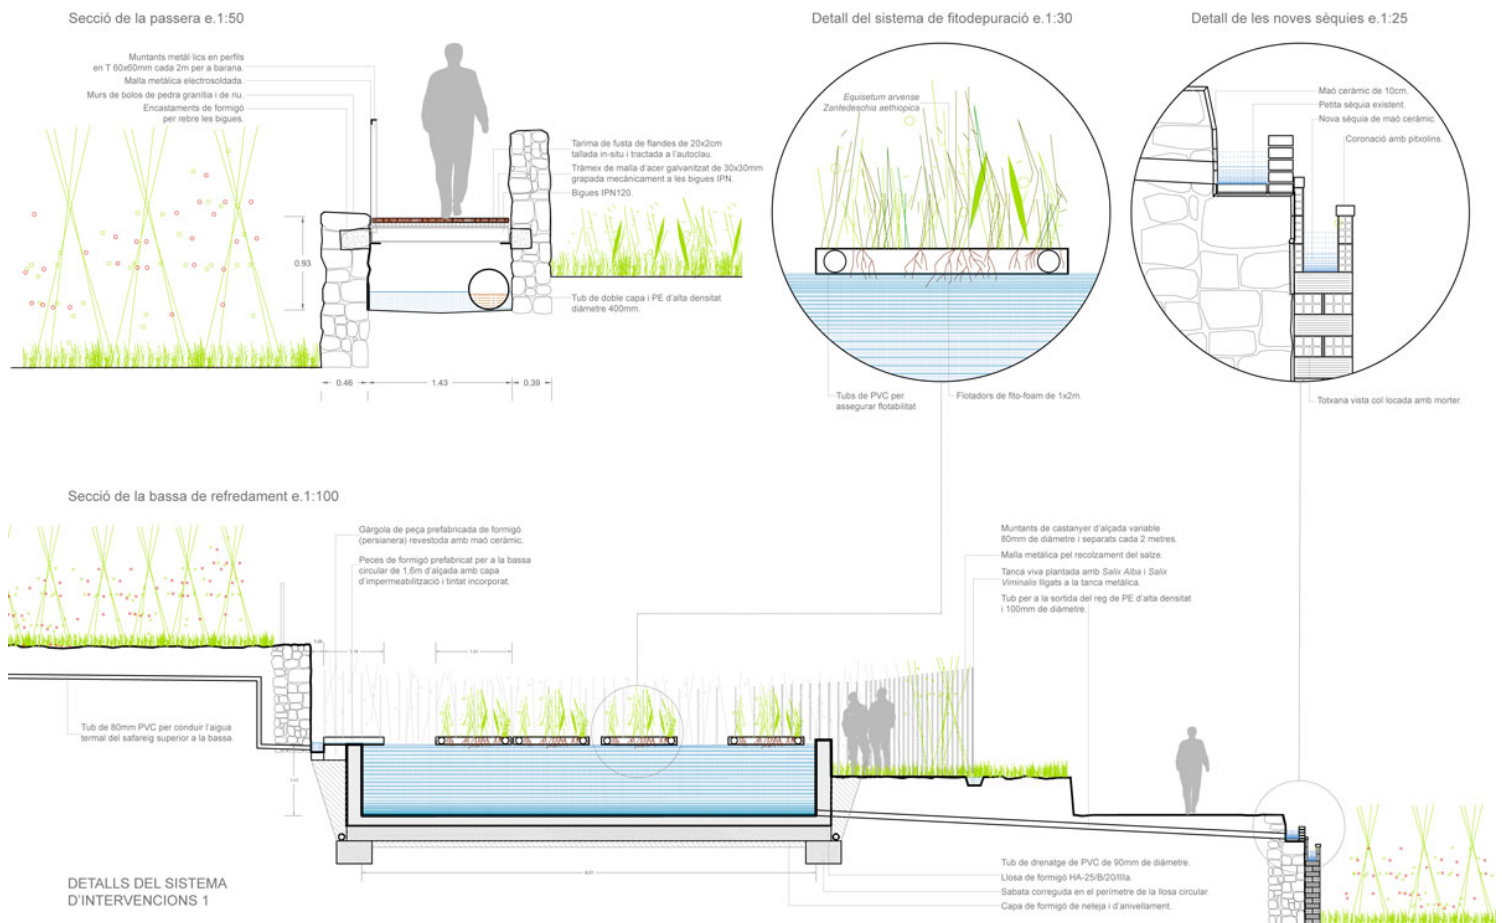 Secció de la passera e.1:50
Muntants metàl·lics en perfils
en T 60x60mm cada 2m per a barana.
Malla metàlica electrosoldada.
Murs de bolos de pedra granítia i de riu.
Encastaments de formigó
per rebre les bigues.
Tarima de fusta de flandes de 20x2cm
tallada in-situ i tractada a l'autoclau.
Tràmex de malla d'acer galvanitzat de 30x30mm
grapada mecànicament a les bigues IPN.
Bigues IPN120.
Tub de doble capa i PE d'alta densitat
diàmetre 400mm.
0.93
0.46
1.43
0.39
Detall del sistema de fitodepuració e.1:30
Equisetum arvense
Zantedeschia aethiopica
Tubs de PVC per
assegurar flotabilitat
Flotadors de fito-foam de 1x2m.
Detall de les noves sèquies e.1:25
Maó ceràmic de 10cm.
Petita sèquia existent.
Nova sèquia de maó ceràmic.
Coronació amb pitxolins.
Totxana vista col·locada amb morter.
Secció de la bassa de refredament e.1:100
Gàrgola de peça prefabricada de formigó
(persianera) revestoda amb maó ceràmic.
Peces de formigó prefabricat per a la bassa
circular de 1,6m d'alçada amb capa
d'impermeabilització i tintat incorporat.
Muntants de castanyer d'alçada variable
80mm de diàmetre i separats cada 2 metres.
Malla metàlica pel recolzament del salze.
Tanca viva plantada amb Salix Alba i Salix
Viminalis lligats a la tanca metàlica.
Tub per a la sortida del reg de PE d'alta densitat
i 100mm de diàmetre.
Tub de 80mm PVC per conduir l'aigua
termal del safareig superior a la bassa.
Tub de drenatge de PVC de 90mm de diàmetre.
Llosa de formigó HA-25/B/20/IIIa.
Sabata correguda en el perímetre de la llosa circular.
Capa de formigó de neteja i d'anivellament.
DETALLS DEL SISTEMA
D'INTERVENCIONS 1